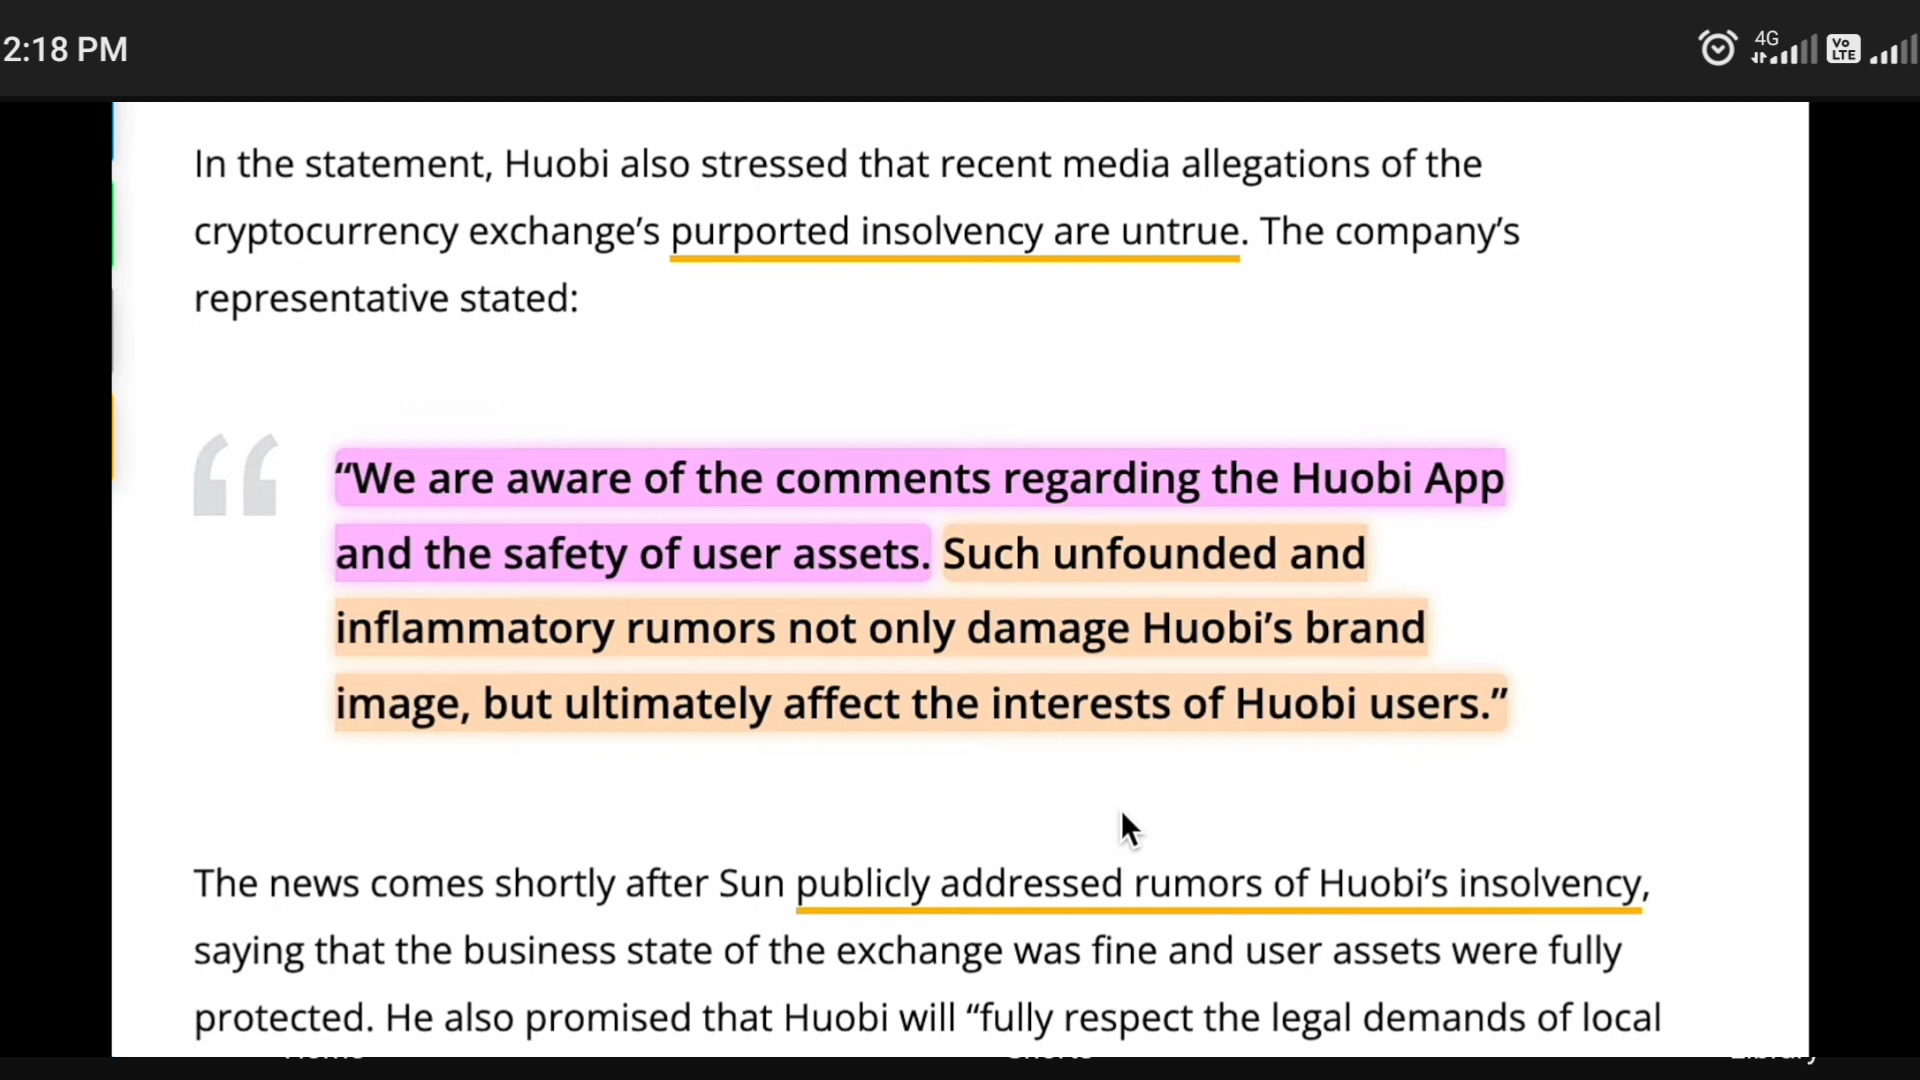 2:18 PM
4G
Vo
LTE
In the statement, Huobi also stressed that recent media allegations of the
cryptocurrency exchange’s purported insolvency are untrue. The company’s
representative stated:
“We are aware of the comments regarding the Huobi App
and the safety of user assets. Such unfounded and
inflammatory rumors not only damage Huobi’s brand
image, but ultimately affect the interests of Huobi users.”
The news comes shortly after Sun publicly addressed rumors of Huobi’s insolvency,
saying that the business state of the exchange was fine and user assets were fully
protected. He also promised that Huobi will “fully respect the legal demands of local